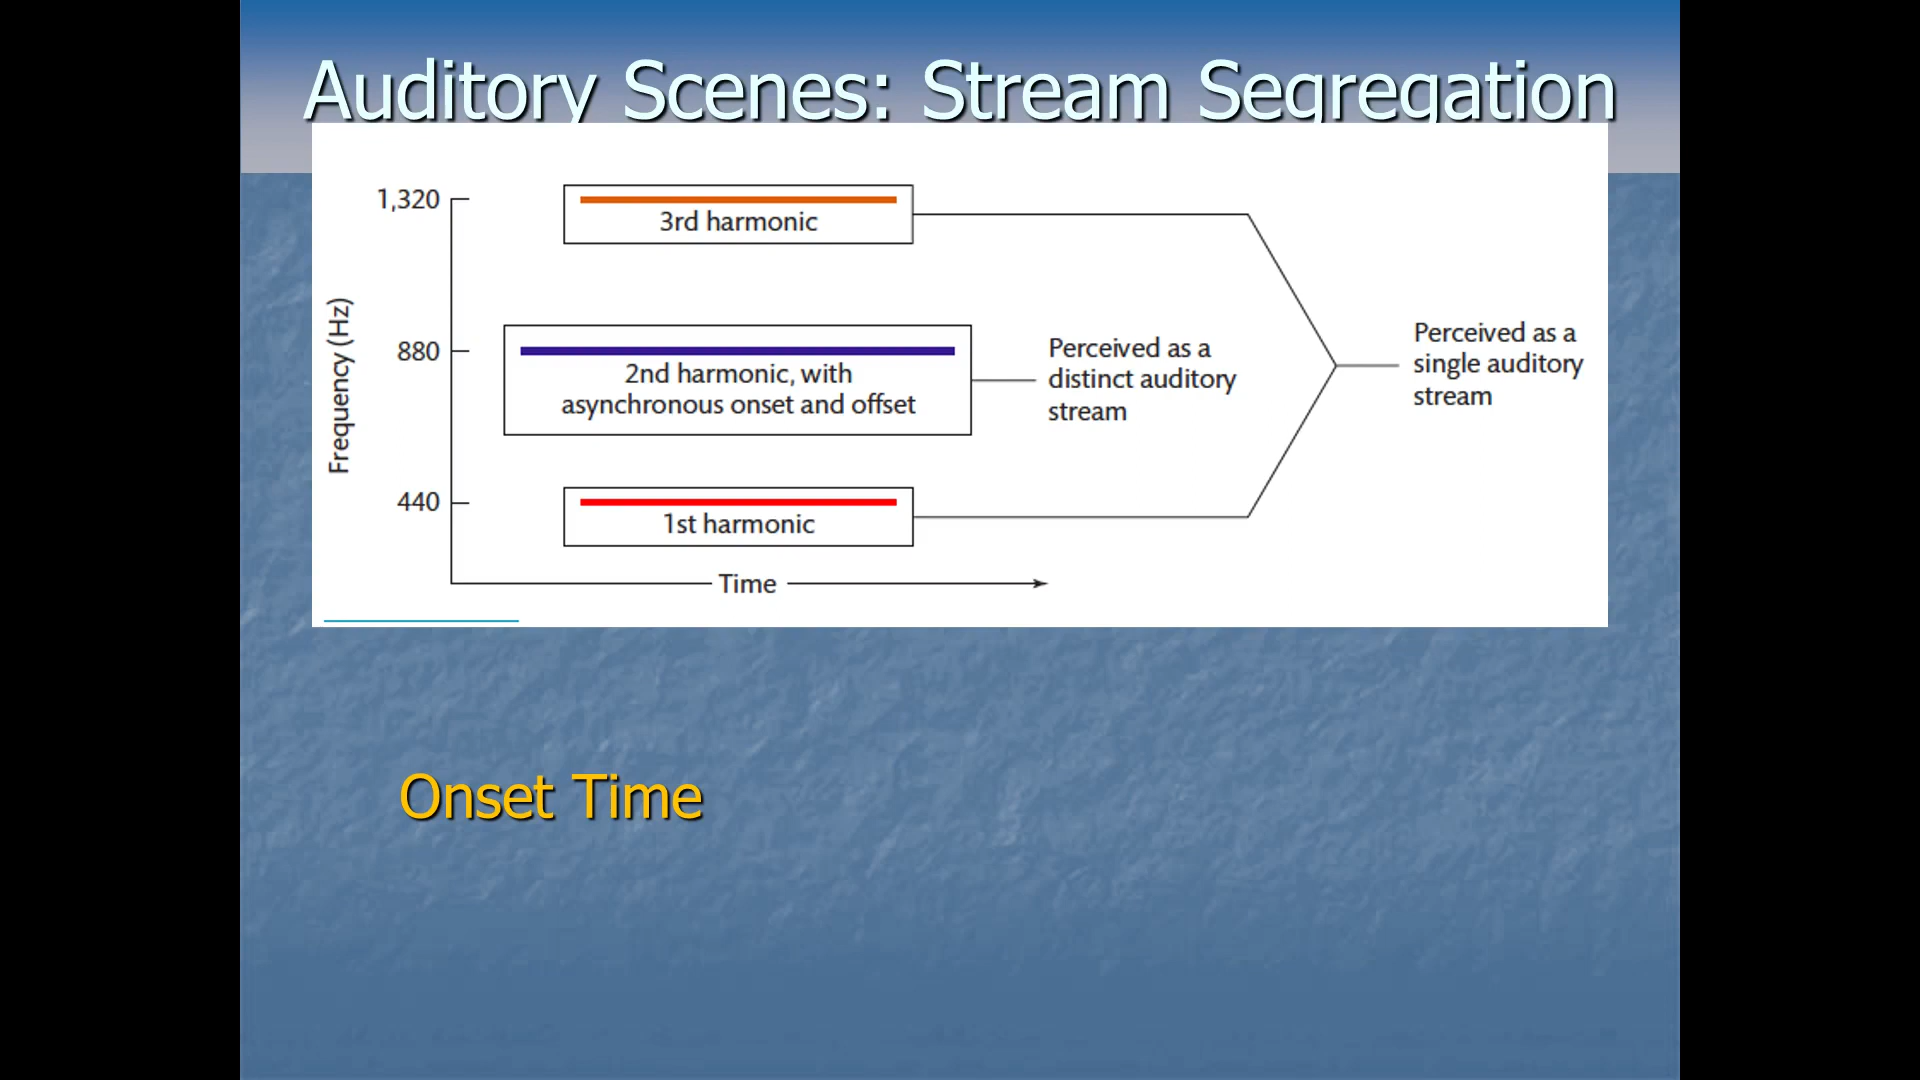 Auditory Scenes: Stream Segregation
1,320
3rd harmonic
Frequency (Hz)
880
2nd harmonic, with
asynchronous onset and offset
Perceived as a
distinct auditory
stream
Perceived as a
single auditory
stream
440
1st harmonic
Time
Onset Time